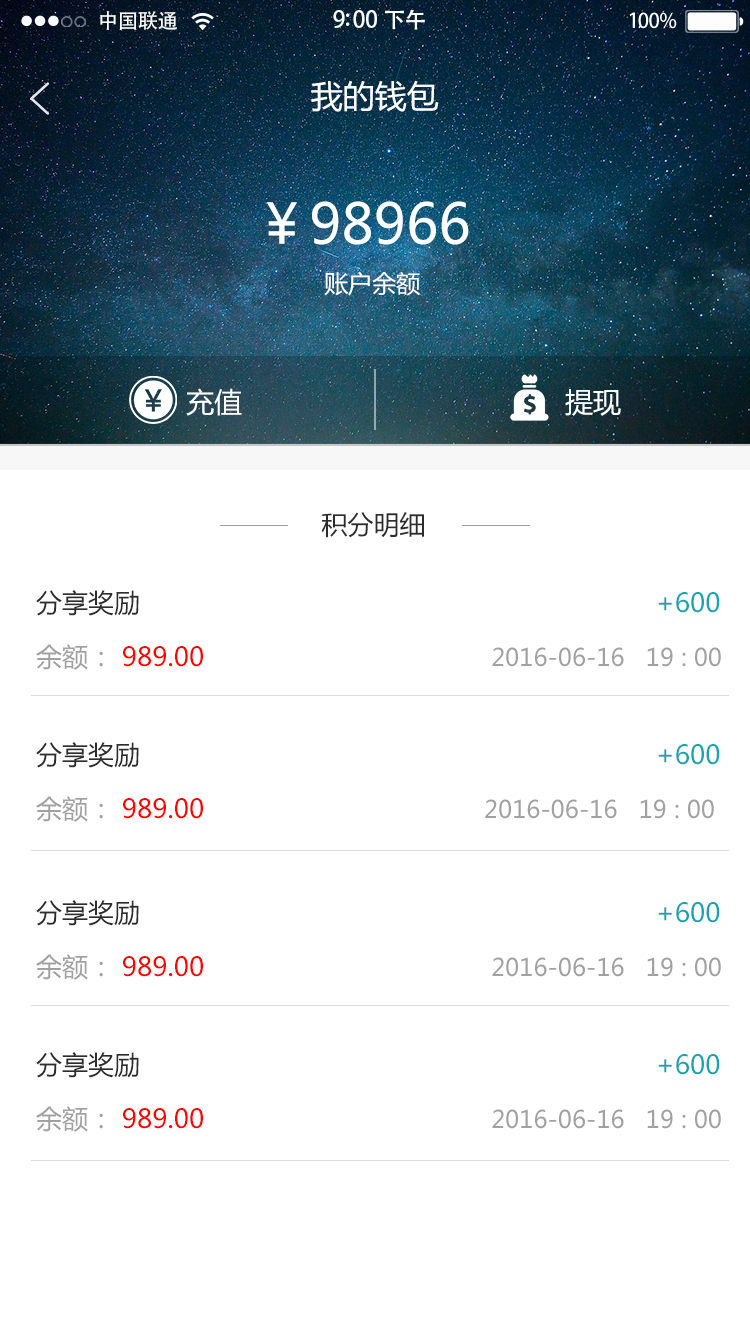 中国联通 9:00 下午 100%
我的钱包
¥ 98966
账户余额
¥ 充值 $ 提现
积分明细
分享奖励 +600
余额： 989.00 2016-06-16 19 : 00
分享奖励 +600
余额： 989.00 2016-06-16 19 : 00
分享奖励 +600
余额： 989.00 2016-06-16 19 : 00
分享奖励 +600
余额： 989.00 2016-06-16 19 : 00